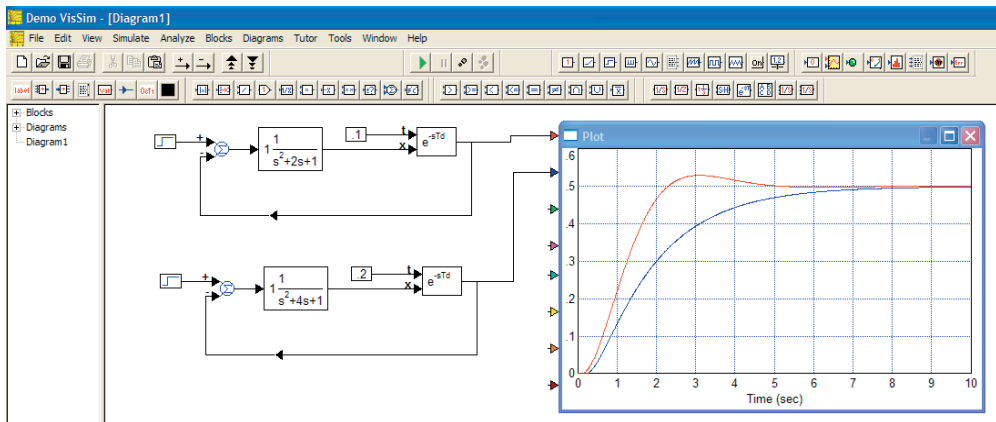 Demo VisSim - [Diagram1]
File Edit View Simulate Analyze Blocks Diagrams Tutor Tools Window Help
Blocks
Diagrams
Diagram1
+
-
1
1
s²+2s+1
.1
t
x
e^-sTd
+
-
1
1
s²+4s+1
.2
t
x
e^-sTd
Plot
.6
.5
.4
.3
.2
.1
0
0 1 2 3 4 5 6 7 8 9 10
Time (sec)